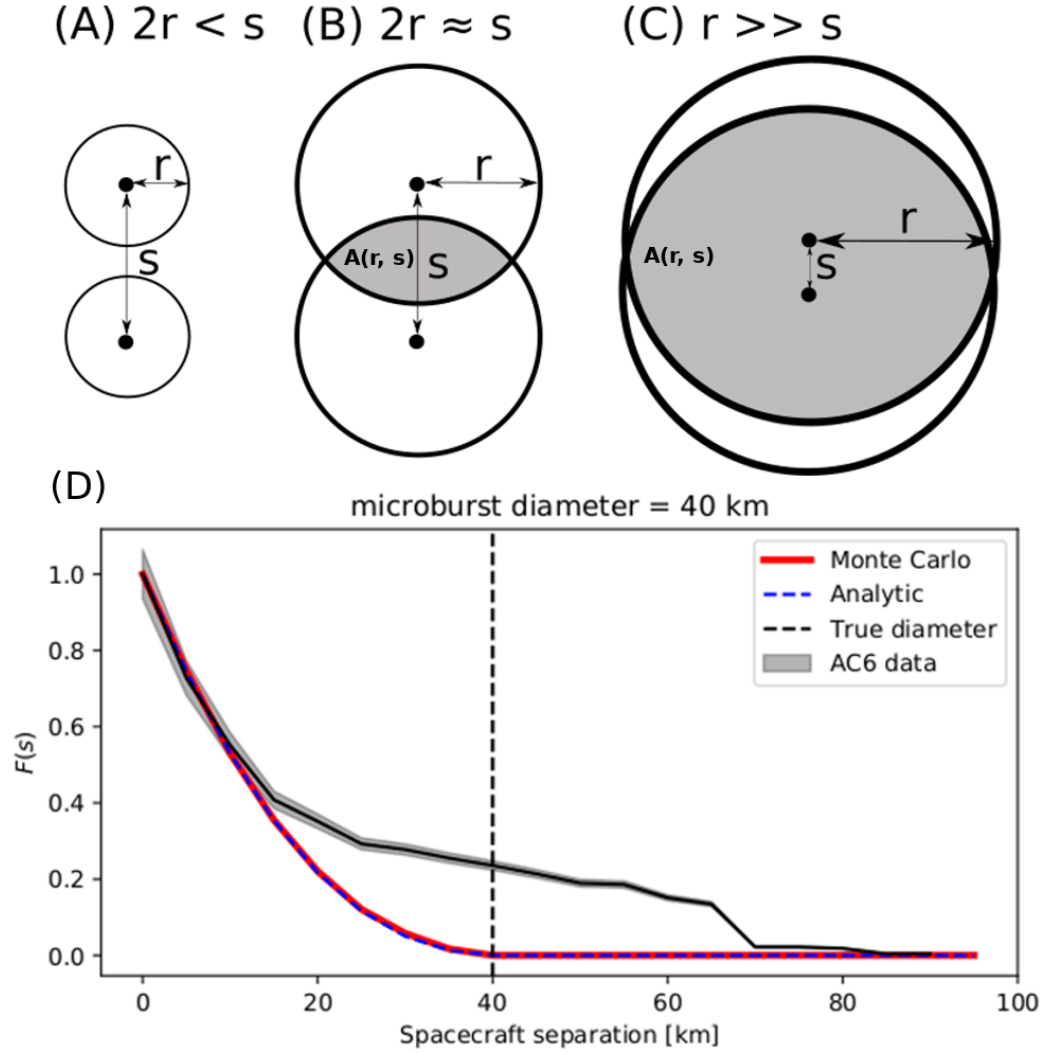 (A) 2r < s (B) 2r ≈ s (C) r >> s
r
s
r
A(r, s) s
r
A(r, s) s
(D)
microburst diameter = 40 km
Monte Carlo
Analytic
True diameter
AC6 data
F(s)
1.0
0.8
0.6
0.4
0.2
0.0
0 20 40 60 80 100
Spacecraft separation [km]